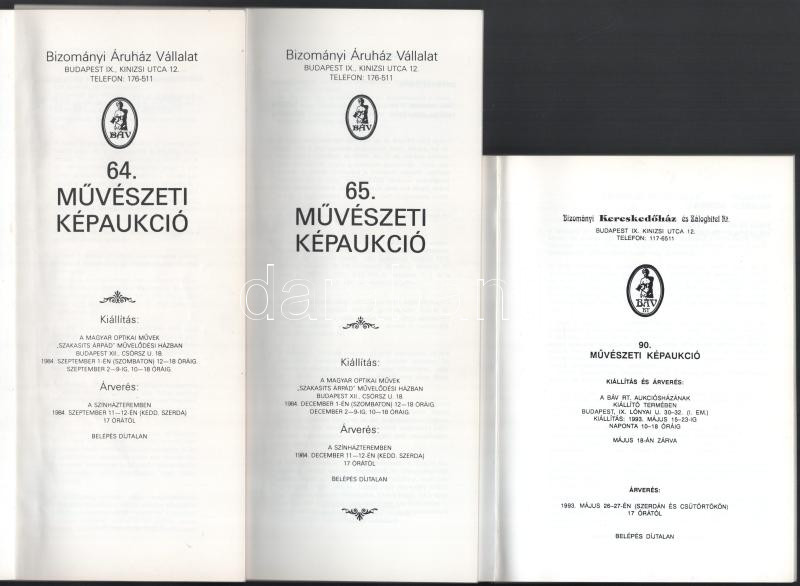 Bizományi Áruház Vállalat
BUDAPEST IX., KINIZSI UTCA 12.
TELEFON: 176-511
BÁV
64.
MŰVÉSZETI
KÉPAUKCIÓ
Kiállítás:
A MAGYAR OPTIKAI MŰVEK
„SZAKASITS ÁRPÁD” MŰVELŐDÉSI HÁZBAN
BUDAPEST XII., CSÖRSZ U. 18.
1984. SZEPTEMBER 1-ÉN (SZOMBATON) 12—18 ÓRÁIG.
SZEPTEMBER 2—9-IG, 10—18 ÓRÁIG.
Árverés:
A SZÍNHÁZTEREMBEN
1984. SZEPTEMBER 11—12-ÉN (KEDD, SZERDA)
17 ÓRÁTÓL
BELÉPÉS DÍJTALAN
Bizományi Áruház Vállalat
BUDAPEST IX., KINIZSI UTCA 12.
TELEFON: 176-511
BÁV
65.
MŰVÉSZETI
KÉPAUKCIÓ
Kiállítás:
A MAGYAR OPTIKAI MŰVEK
„SZAKASITS ÁRPÁD” MŰVELŐDÉSI HÁZBAN
BUDAPEST XII., CSÖRSZ U. 18.
1984. DECEMBER 1-ÉN (SZOMBATON) 12—18 ÓRÁIG.
DECEMBER 2—9-IG, 10—18 ÓRÁIG.
Árverés:
A SZÍNHÁZTEREMBEN
1984. DECEMBER 11—12-ÉN (KEDD, SZERDA)
17 ÓRÁTÓL
BELÉPÉS DÍJTALAN
Bizományi Kereskedőház és Záloghitel Rt.
BUDAPEST IX. KINIZSI UTCA 12.
TELEFON: 117-6511
BÁV
RT
90.
MŰVÉSZETI KÉPAUKCIÓ
KIÁLLÍTÁS ÉS ÁRVERÉS:
A BÁV RT. AUKCIÓSHÁZÁNAK
KIÁLLÍTÓ TERMÉBEN
BUDAPEST, IX. LÓNYAI U. 30—32. (I. EM.)
KIÁLLÍTÁS: 1993. MÁJUS 15—23-IG
NAPONTA 10—18 ÓRÁIG
MÁJUS 18-ÁN ZÁRVA
ÁRVERÉS:
1993. MÁJUS 26—27-ÉN (SZERDÁN ÉS CSÜTÖRTÖKÖN)
17 ÓRÁTÓL
BELÉPÉS DÍJTALAN